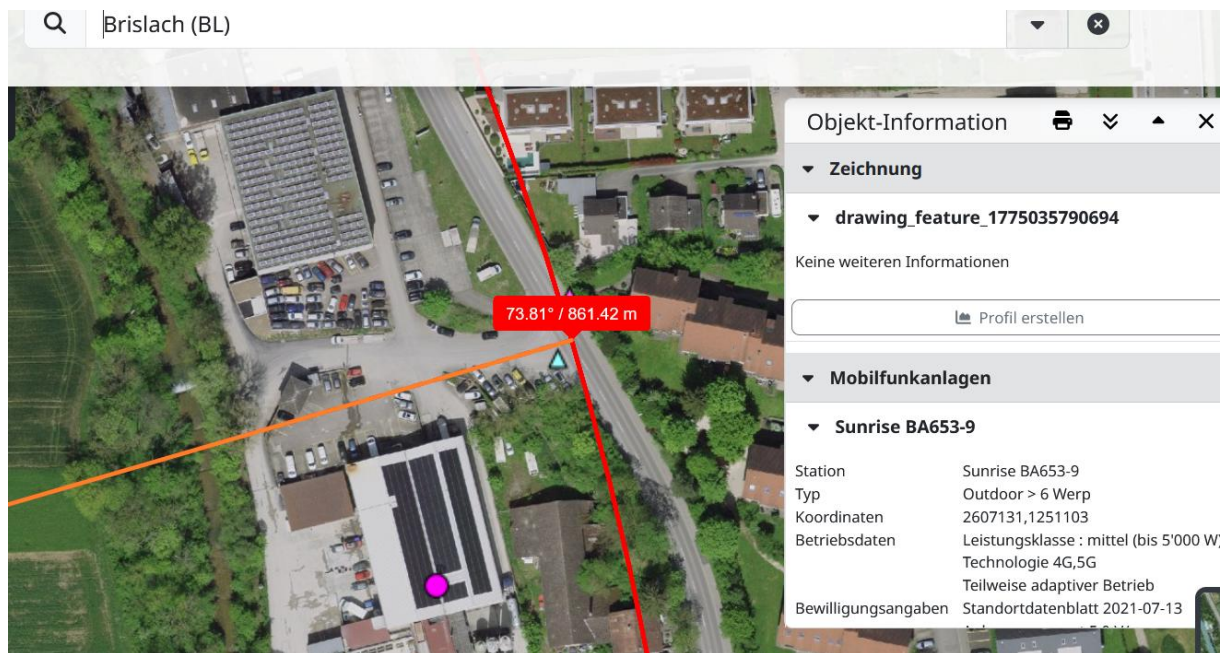 Brislach (BL)
Objekt-Information
Zeichnung
drawing_feature_1775035790694
Keine weiteren Informationen
73.81° / 861.42 m
Profil erstellen
Mobilfunkanlagen
Sunrise BA653-9
Station Sunrise BA653-9
Typ Outdoor > 6 Werp
Koordinaten 2607131,1251103
Betriebsdaten Leistungsklasse : mittel (bis 5'000 W)
Technologie 4G,5G
Teilweise adaptiver Betrieb
Bewilligungsangaben Standortdatenblatt 2021-07-13